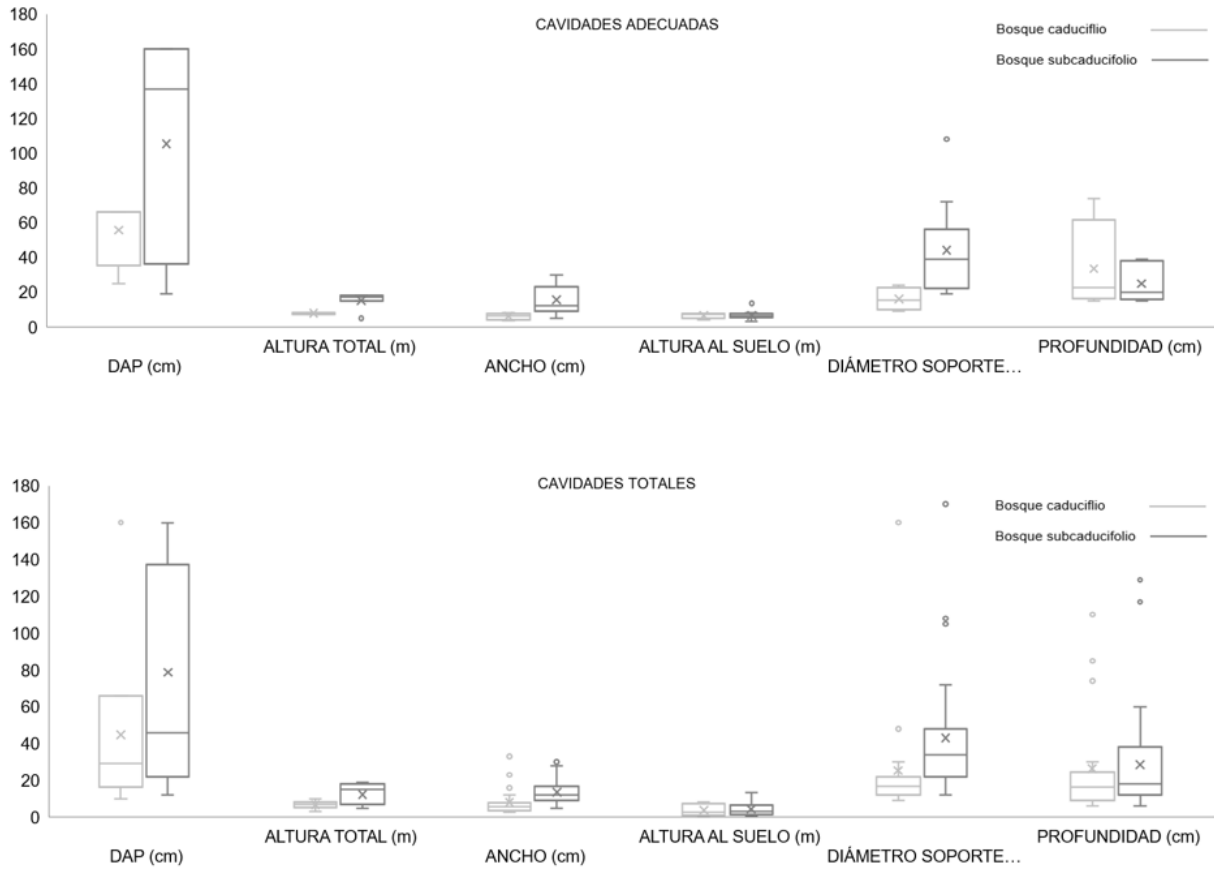 CAVIDADES ADECUADAS
Bosque caduciflio
Bosque subcaducifolio
180
160
140
120
100
80
60
40
20
0
DAP (cm)
ALTURA TOTAL (m)
ANCHO (cm)
ALTURA AL SUELO (m)
DIÁMETRO SOPORTE…
PROFUNDIDAD (cm)
CAVIDADES TOTALES
Bosque caduciflio
Bosque subcaducifolio
180
160
140
120
100
80
60
40
20
0
DAP (cm)
ALTURA TOTAL (m)
ANCHO (cm)
ALTURA AL SUELO (m)
DIÁMETRO SOPORTE…
PROFUNDIDAD (cm)